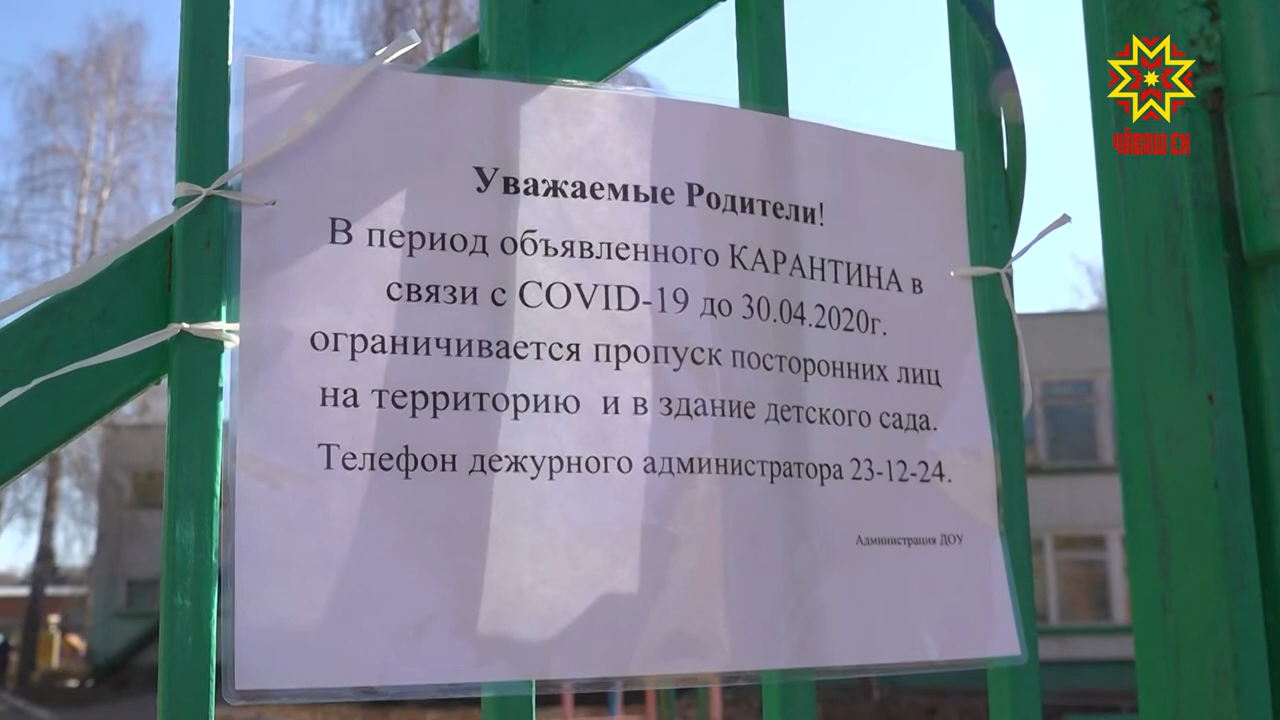 Уважаемые Родители!
В период объявленного КАРАНТИНА в
связи с COVID-19 до 30.04.2020г.
ограничивается пропуск посторонних лиц
на территорию и в здание детского сада.
Телефон дежурного администратора 23-12-24.
Администрация ДОУ
ЧӐВАШ ЕН